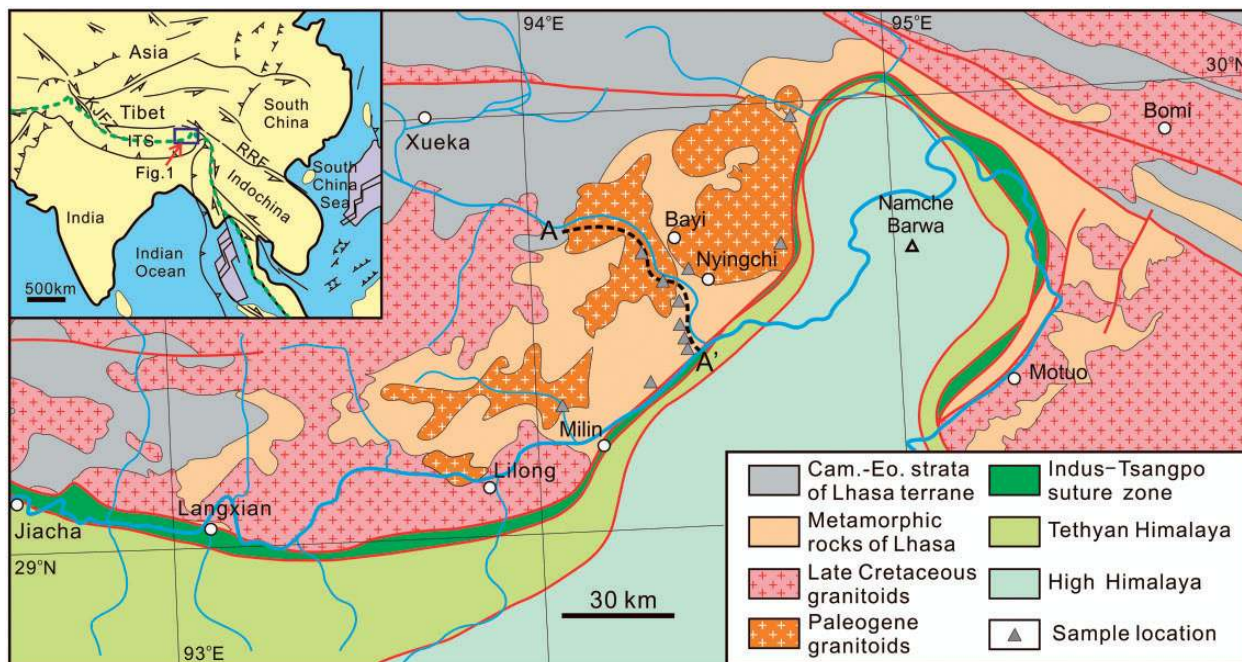 94°E
95°E
30°N
Asia
Tibet
South
China
KJF
ITS
RRF
Fig.1
Indochina
South
China
Sea
India
Indian
Ocean
500km
Xueka
Bomi
A
Bayi
Nyingchi
Namche
Barwa
A'
Motuo
Milin
Lilong
Langxian
Jiacha
29°N
30 km
93°E
Cam.-Eo. strata
of Lhasa terrane
Metamorphic
rocks of Lhasa
Late Cretaceous
granitoids
Paleogene
granitoids
Indus-Tsangpo
suture zone
Tethyan Himalaya
High Himalaya
Sample location